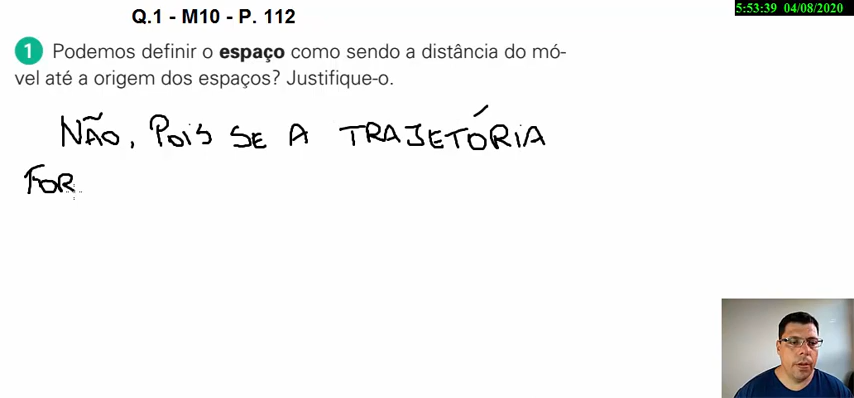 Q.1 - M10 - P. 112
5:53:39 04/08/2020
1 Podemos definir o espaço como sendo a distância do mó-
vel até a origem dos espaços? Justifique-o.
NÃO, POIS SE A TRAJETÓRIA
FOR